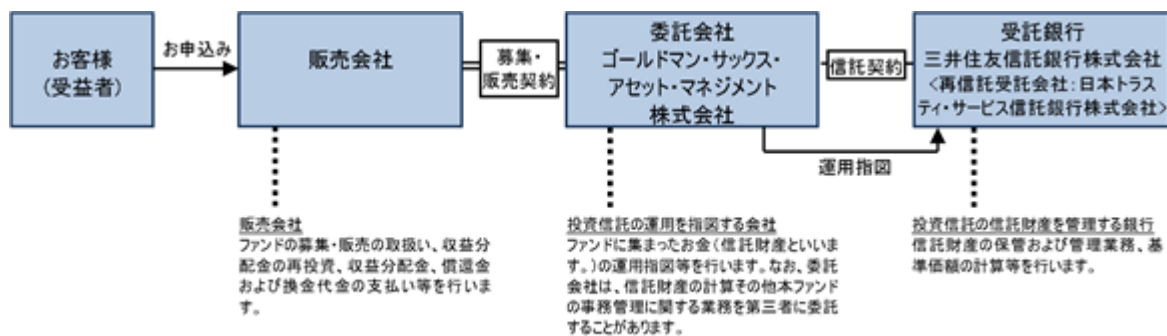 お客様
(受益者)
お申込み
販売会社
募集・
販売契約
委託会社
ゴールドマン・サックス・
アセット・マネジメント
株式会社
信託契約
受託銀行
三井住友信託銀行株式会社
<再信託受託会社:日本トラス
ティ・サービス信託銀行株式会社>
運用指図
販売会社
ファンドの募集・販売の取扱い、収益分
配金の再投資、収益分配金、償還金
および換金代金の支払い等を行いま
す。
投資信託の運用を指図する会社
ファンドに集まったお金(信託財産といいま
す。)の運用指図等を行います。なお、委託
会社は、信託財産の計算その他本ファンド
の事務管理に関する業務を第三者に委託
することがあります。
投資信託の信託財産を管理する銀行
信託財産の保管および管理業務、基
準価額の計算等を行います。